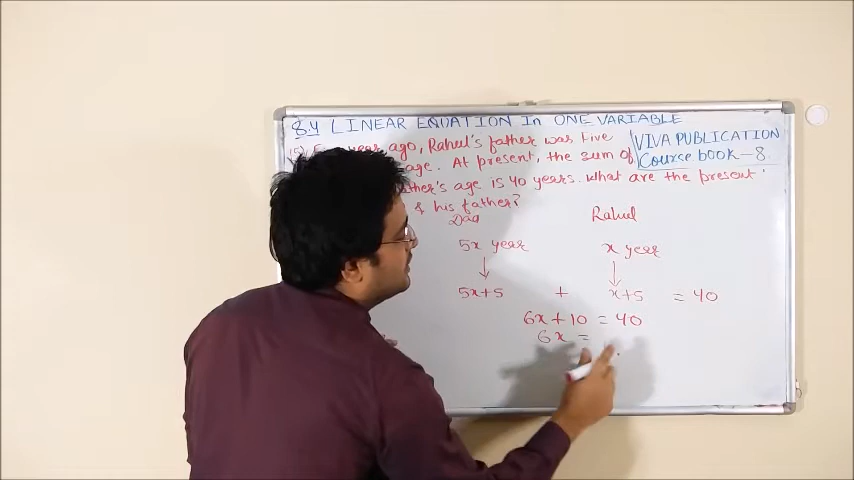 8.4 LINEAR EQUATION IN ONE VARIABLE
15) ago, Rahul's father was five
VIVA PUBLICATION
Course book-8.
age. At present, the sum of
age is 40 years. What are the present
& his father?
Dad Rahul
5x year x year
5x+5 + x+5 = 40
6x+10 = 40
6x =